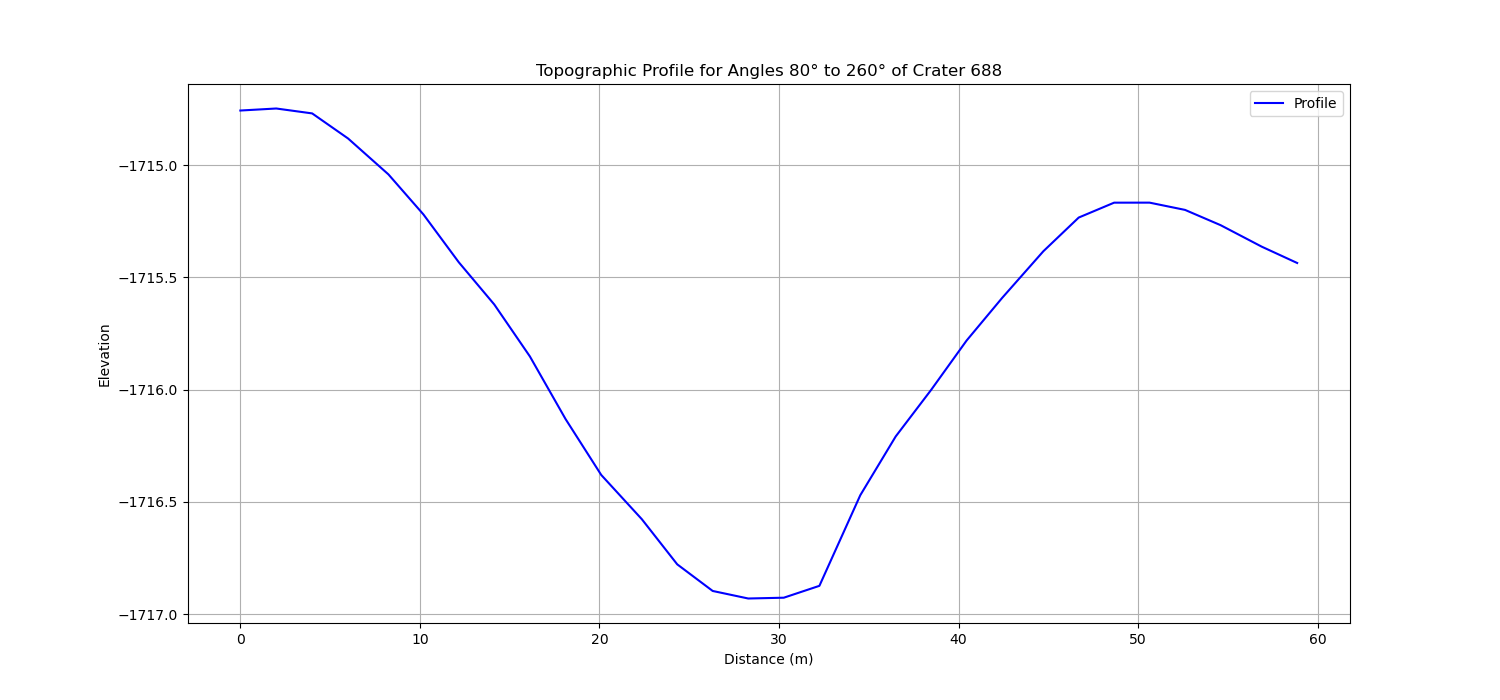 Topographic Profile for Angles 80° to 260° of Crater 688
Profile
−1715.0
−1715.5
−1716.0
−1716.5
−1717.0
Elevation
0 10 20 30 40 50 60
Distance (m)